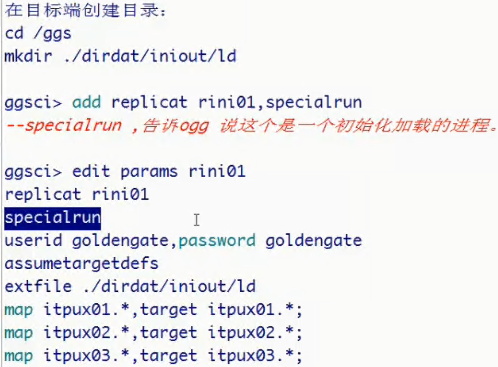 在目标端创建目录：
cd /ggs
mkdir ./dirdat/iniout/ld
ggsci> add replicat rini01,specialrun
--specialrun ,告诉ogg 说这个是一个初始化加载的进程。
ggsci> edit params rini01
replicat rini01
specialrun
userid goldengate,password goldengate
assumetargetdefs
extfile ./dirdat/iniout/ld
map itpux01.*,target itpux01.*;
map itpux02.*,target itpux02.*;
map itpux03.*,target itpux03.*;